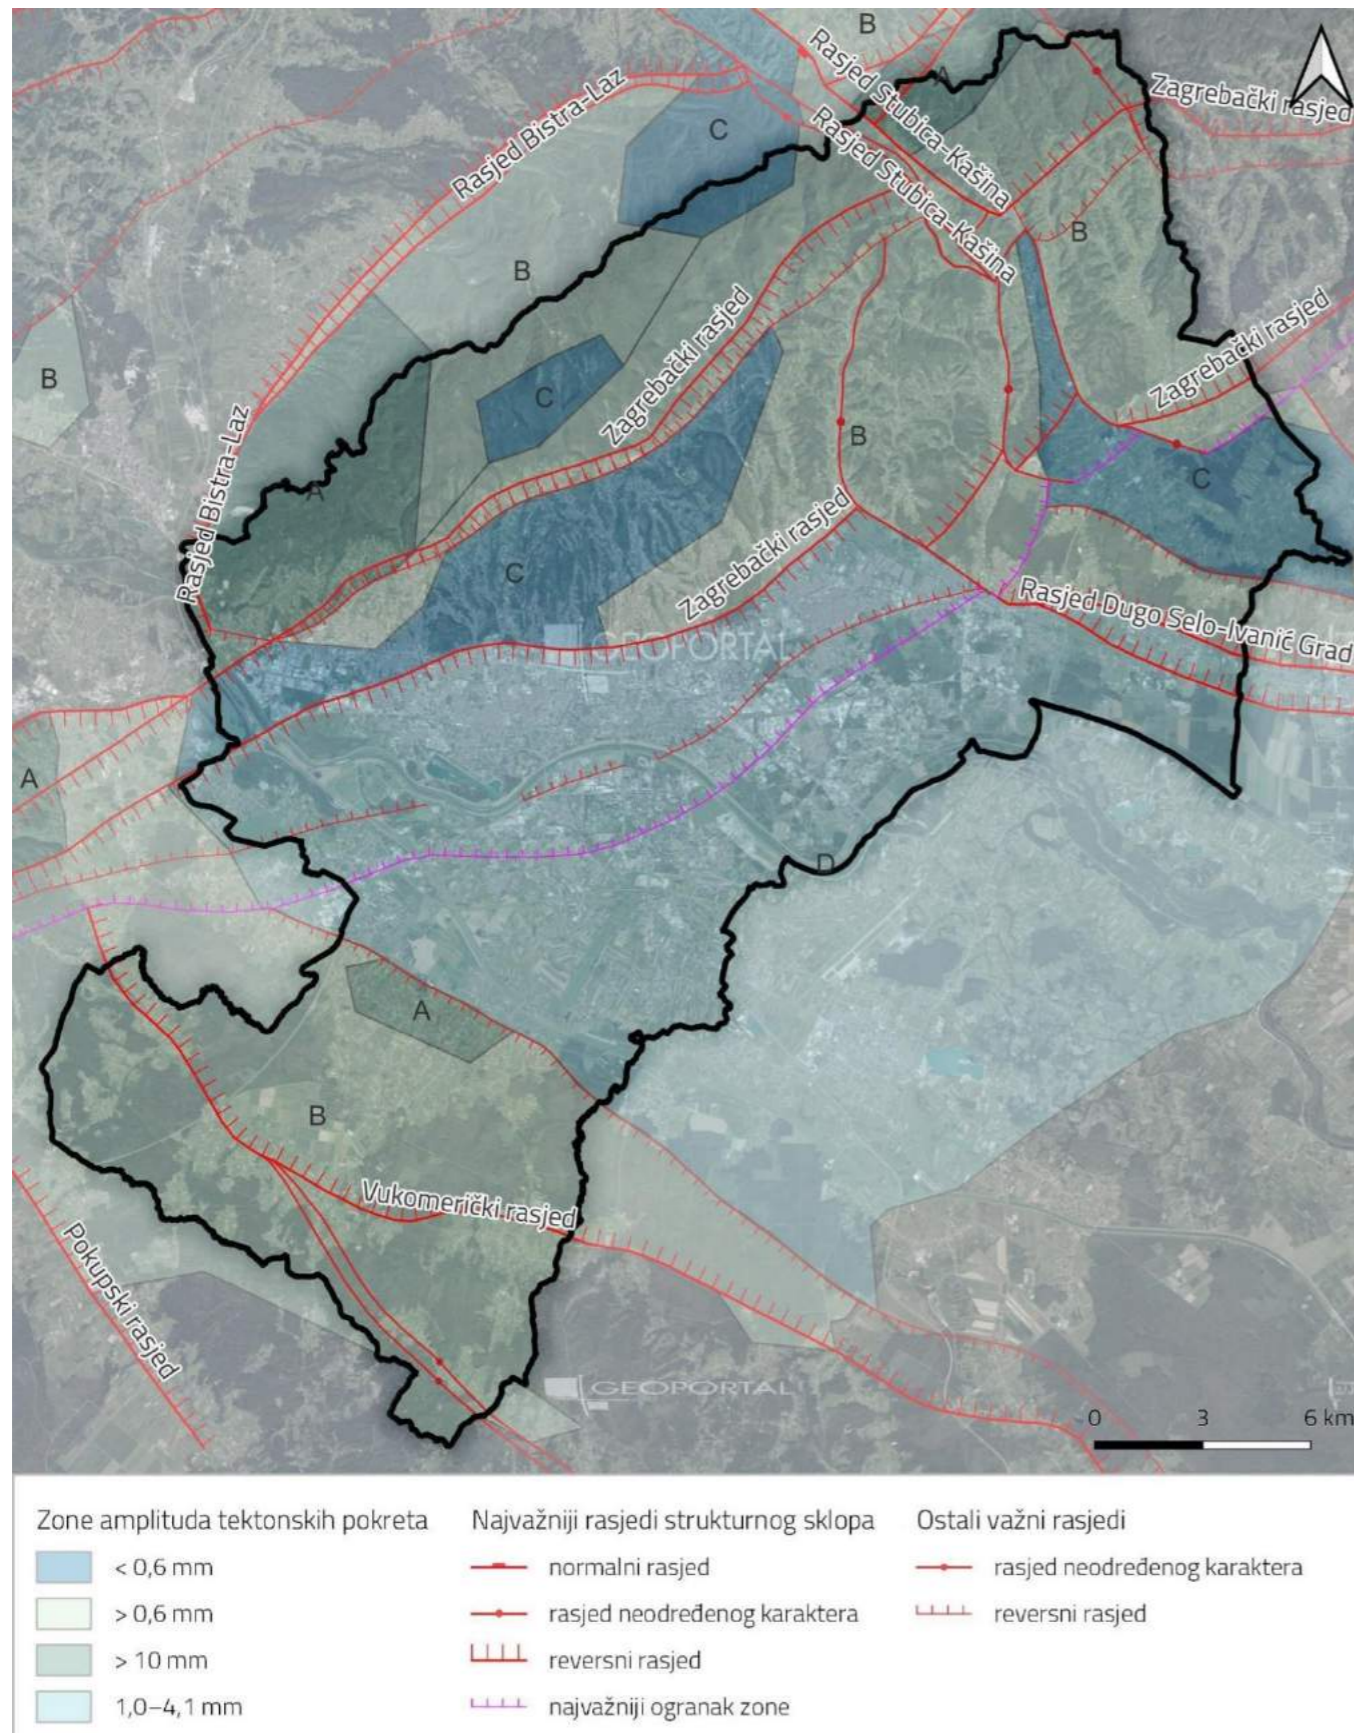 B
A
Rasjed Stubica-Kašina
Zagrebački rasjed
Rasjed Bistra-Laz
C
Rasjed Stubica-Kašina
B
B
Zagrebački rasjed
B
Zagrebački rasjed
C
B
Rasjed Bistra-Laz
A
C
Zagrebački rasjed
C
Rasjed Dugo Selo-Ivanić Grad
GEOPORTAL
A
D
A
B
Vukomerički rasjed
Pokupski rasjed
GEOPORTAL
0 3 6 km
Zone amplituda tektonskih pokreta
< 0,6 mm
> 0,6 mm
> 10 mm
1,0–4,1 mm
Najvažniji rasjedi strukturnog sklopa
normalni rasjed
rasjed neodređenog karaktera
reversni rasjed
najvažniji ogranak zone
Ostali važni rasjedi
rasjed neodređenog karaktera
reversni rasjed